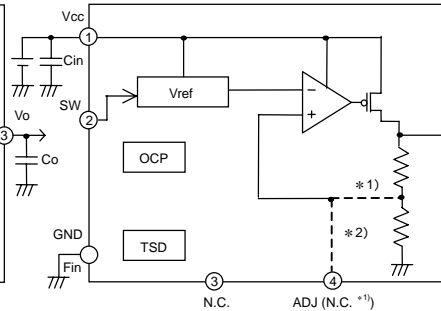 Vcc
1
Cin
Vo
SW
Vref
−
+
3
2
Co
OCP
*1)
*2)
GND
Fin
TSD
3
4
N.C.
ADJ (N.C. *1))